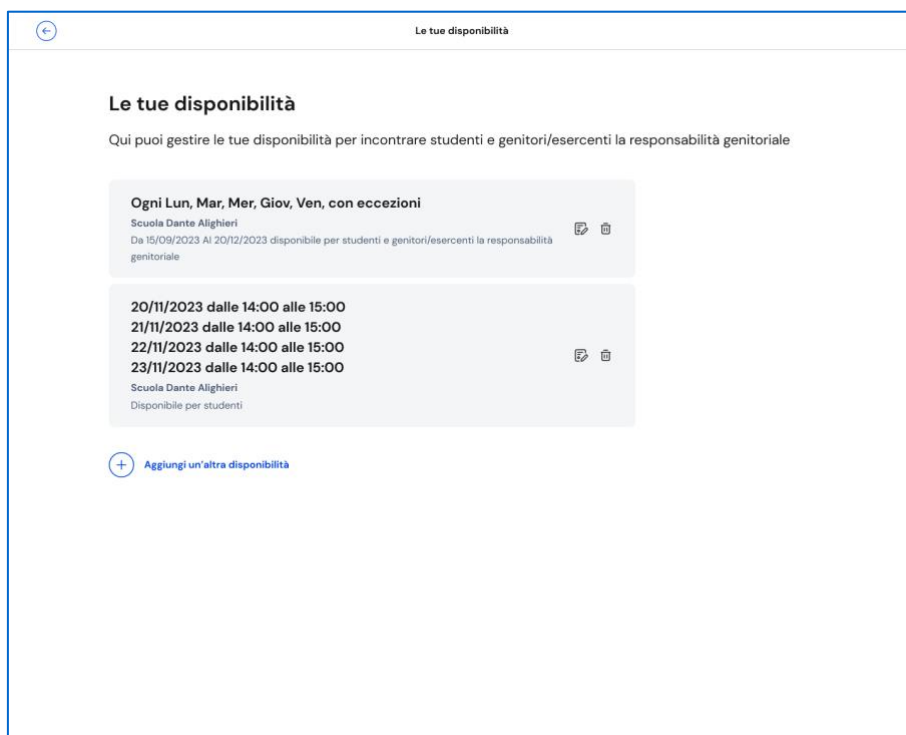 Le tue disponibilità
Le tue disponibilità
Qui puoi gestire le tue disponibilità per incontrare studenti e genitori/esercenti la responsabilità genitoriale
Ogni Lun, Mar, Mer, Giov, Ven, con eccezioni
Scuola Dante Alighieri
Da 15/09/2023 Al 20/12/2023 disponibile per studenti e genitori/esercenti la responsabilità
genitoriale
20/11/2023 dalle 14:00 alle 15:00
21/11/2023 dalle 14:00 alle 15:00
22/11/2023 dalle 14:00 alle 15:00
23/11/2023 dalle 14:00 alle 15:00
Scuola Dante Alighieri
Disponibile per studenti
Aggiungi un'altra disponibilità